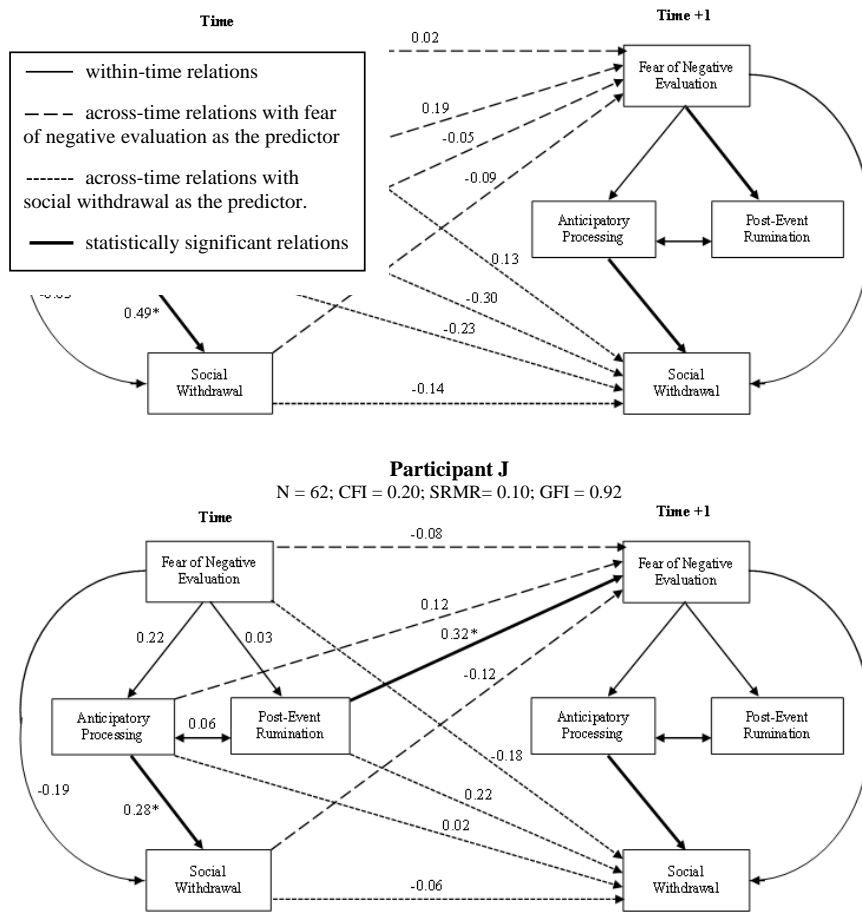 Time
Time +1
0.02
within-time relations
across-time relations with fear
of negative evaluation as the predictor
across-time relations with
social withdrawal as the predictor.
statistically significant relations
Fear of Negative
Evaluation
0.19
-0.05
-0.09
Anticipatory
Processing
Post-Event
Rumination
0.13
-0.30
-0.23
0.49*
Social
Withdrawal
-0.14
Social
Withdrawal
Participant J
N = 62; CFI = 0.20; SRMR= 0.10; GFI = 0.92
Time
Time +1
-0.08
Fear of Negative
Evaluation
Fear of Negative
Evaluation
0.22
0.03
0.12
0.32*
-0.12
Anticipatory
Processing
0.06
Post-Event
Rumination
Anticipatory
Processing
Post-Event
Rumination
-0.19
0.28*
-0.18
0.22
0.02
Social
Withdrawal
-0.06
Social
Withdrawal